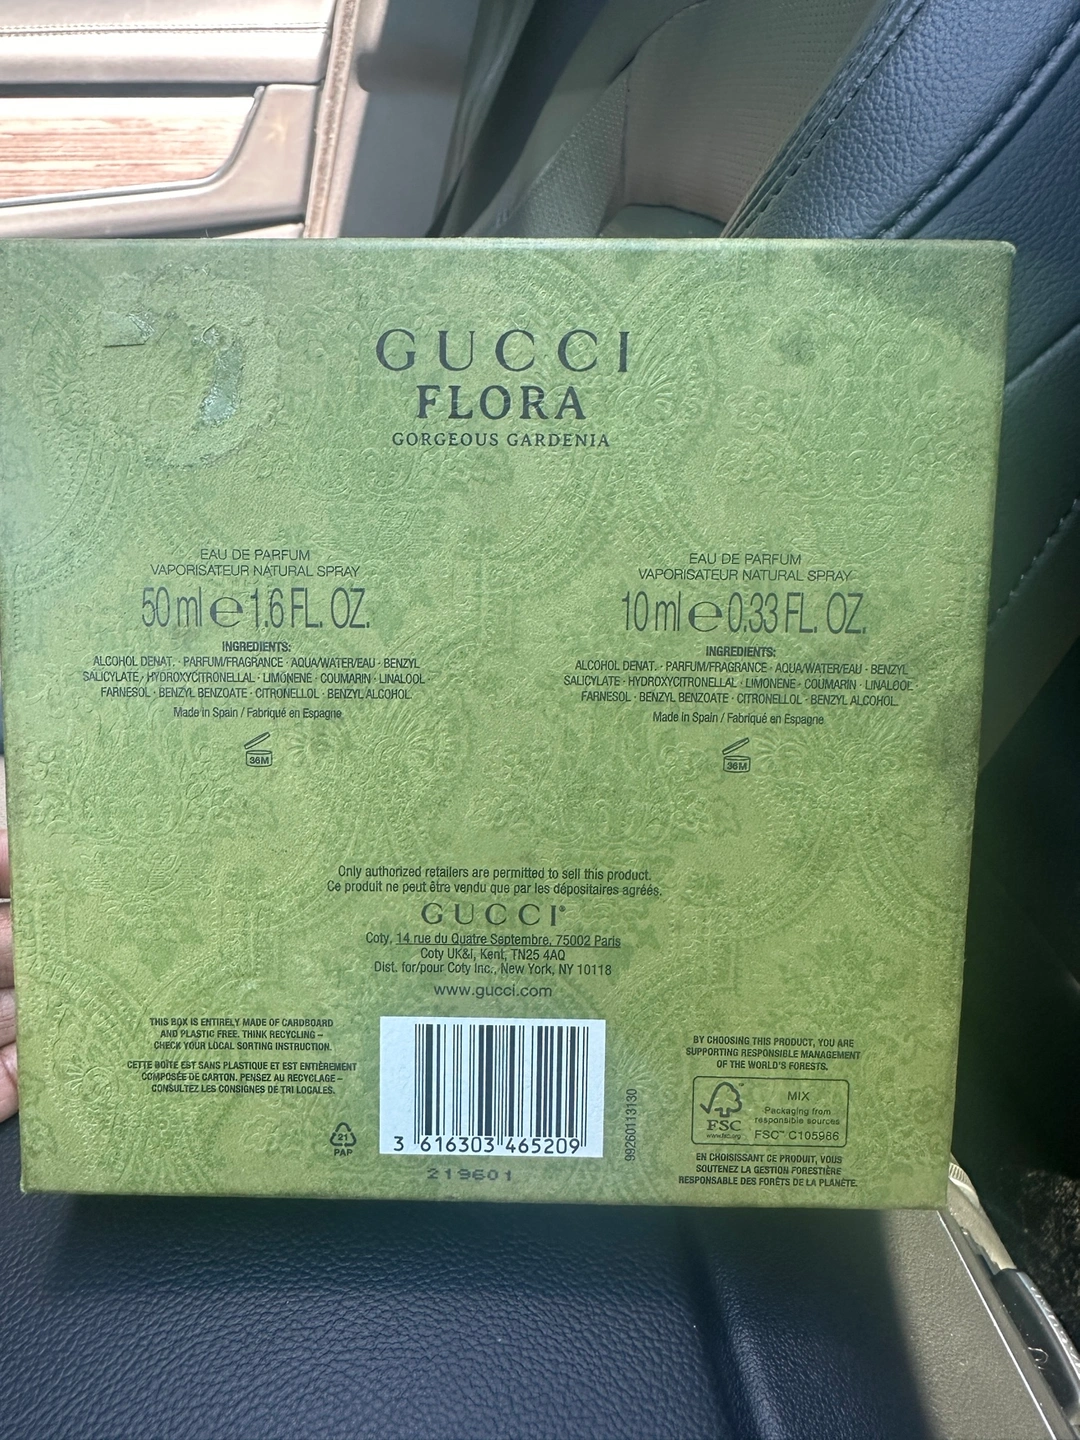 GUCCI
FLORA
GORGEOUS GARDENIA
EAU DE PARFUM
VAPORISATEUR NATURAL SPRAY
50 ml e 1.6 FL. OZ.
INGREDIENTS:
ALCOHOL DENAT. · PARFUM/FRAGRANCE · AQUA/WATER/EAU · BENZYL
SALICYLATE · HYDROXYCITRONELLAL · LIMONENE · COUMARIN · LINALOOL
FARNESOL · BENZYL BENZOATE · CITRONELLOL · BENZYL ALCOHOL.
Made in Spain / Fabriqué en Espagne
36M
EAU DE PARFUM
VAPORISATEUR NATURAL SPRAY
10 ml e 0.33 FL. OZ.
INGREDIENTS:
ALCOHOL DENAT. · PARFUM/FRAGRANCE · AQUA/WATER/EAU · BENZYL
SALICYLATE · HYDROXYCITRONELLAL · LIMONENE · COUMARIN · LINALOOL
FARNESOL · BENZYL BENZOATE · CITRONELLOL · BENZYL ALCOHOL.
Made in Spain / Fabriqué en Espagne
36M
Only authorized retailers are permitted to sell this product.
Ce produit ne peut être vendu que par les dépositaires agréés.
GUCCI®
Coty, 14 rue du Quatre Septembre, 75002 Paris
Coty UK&I, Kent, TN25 4AQ
Dist. for/pour Coty Inc., New York, NY 10118
www.gucci.com
THIS BOX IS ENTIRELY MADE OF CARDBOARD
AND PLASTIC FREE. THINK RECYCLING –
CHECK YOUR LOCAL SORTING INSTRUCTION.
CETTE BOÎTE EST SANS PLASTIQUE ET EST ENTIÈREMENT
COMPOSÉE DE CARTON. PENSEZ AU RECYCLAGE –
CONSULTEZ LES CONSIGNES DE TRI LOCALES.
21
PAP
3 616303 465209
219601
99260113130
BY CHOOSING THIS PRODUCT, YOU ARE
SUPPORTING RESPONSIBLE MANAGEMENT
OF THE WORLD'S FORESTS.
FSC
www.fsc.org
MIX
Packaging from
responsible sources
FSC™ C105986
EN CHOISISSANT CE PRODUIT, VOUS
SOUTENEZ LA GESTION FORESTIÈRE
RESPONSABLE DES FORÊTS DE LA PLANÈTE.